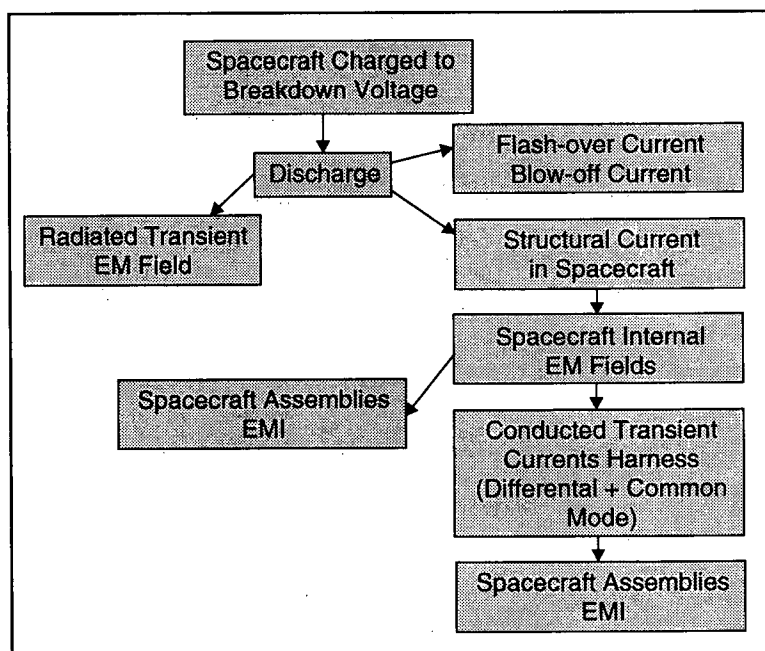 Spacecraft Charged to
Breakdown Voltage
Discharge
Flash-over Current
Blow-off Current
Radiated Transient
EM Field
Structural Current
in Spacecraft
Spacecraft Internal
EM Fields
Spacecraft Assemblies
EMI
Conducted Transient
Currents Harness
(Differential + Common
Mode)
Spacecraft Assemblies
EMI